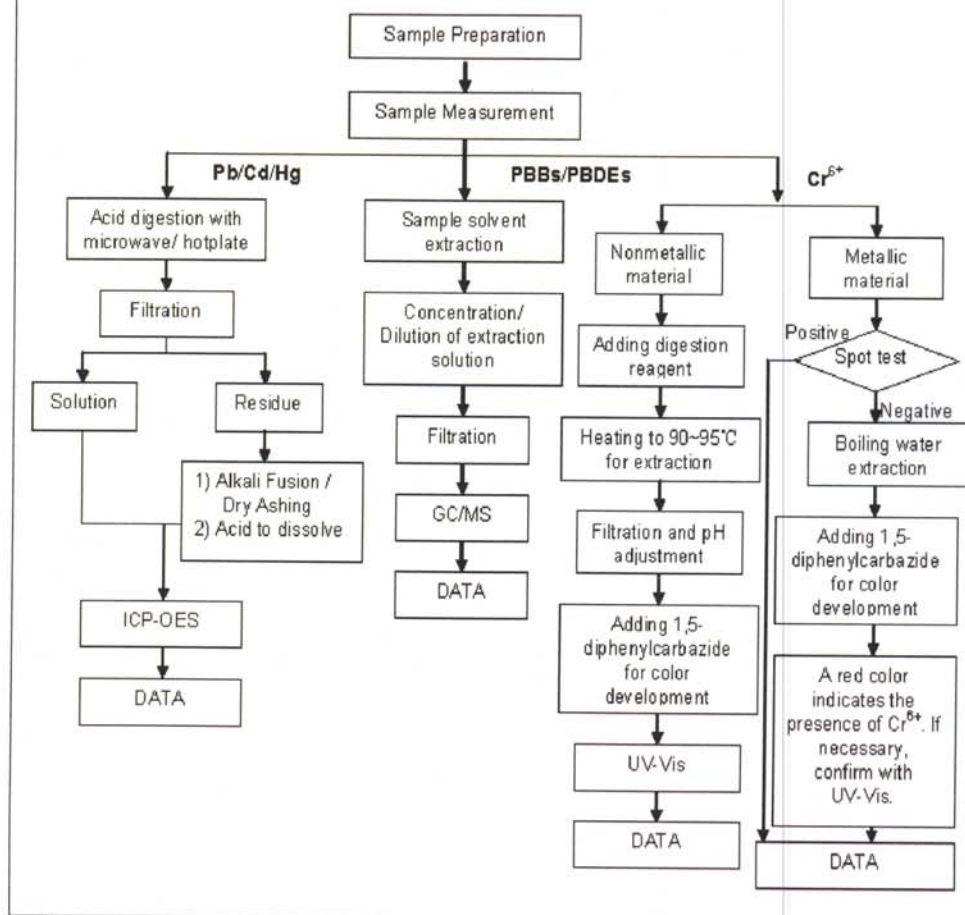 Sample Preparation
Sample Measurement
Pb/Cd/Hg
PBBs/PBDEs
Cr⁶⁺
Acid digestion with
microwave/ hotplate
Filtration
Solution
Residue
1) Alkali Fusion /
Dry Ashing
2) Acid to dissolve
ICP-OES
DATA
Sample solvent
extraction
Concentration/
Dilution of extraction
solution
Filtration
GC/MS
DATA
Nonmetallic
material
Adding digestion
reagent
Heating to 90~95°C
for extraction
Filtration and pH
adjustment
Adding 1,5-
diphenylcarbazide
for color
development
UV-Vis
DATA
Metallic
material
Positive
Spot test
Negative
Boiling water
extraction
Adding 1,5-
diphenylcarbazide
for color
development
A red color
indicates the
presence of Cr⁶⁺. If
necessary,
confirm with
UV-Vis.
DATA